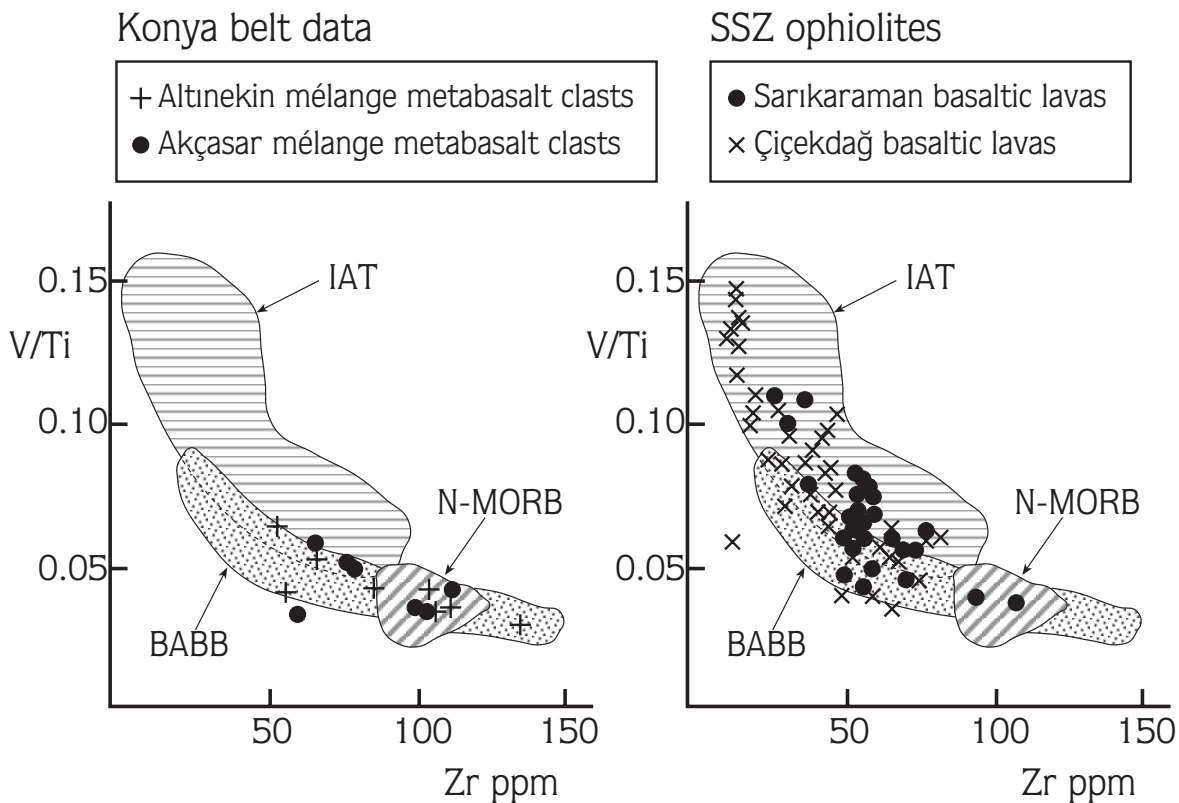 Konya belt data
Altınekin mélange metabasalt clasts
Akçasar mélange metabasalt clasts
0.15
V/Ti
0.10
0.05
IAT
N-MORB
BABB
50
100
150
Zr ppm
SSZ ophiolites
Sarıkaraman basaltic lavas
Çiçekdağ basaltic lavas
0.15
V/Ti
0.10
0.05
IAT
N-MORB
BABB
50
100
150
Zr ppm